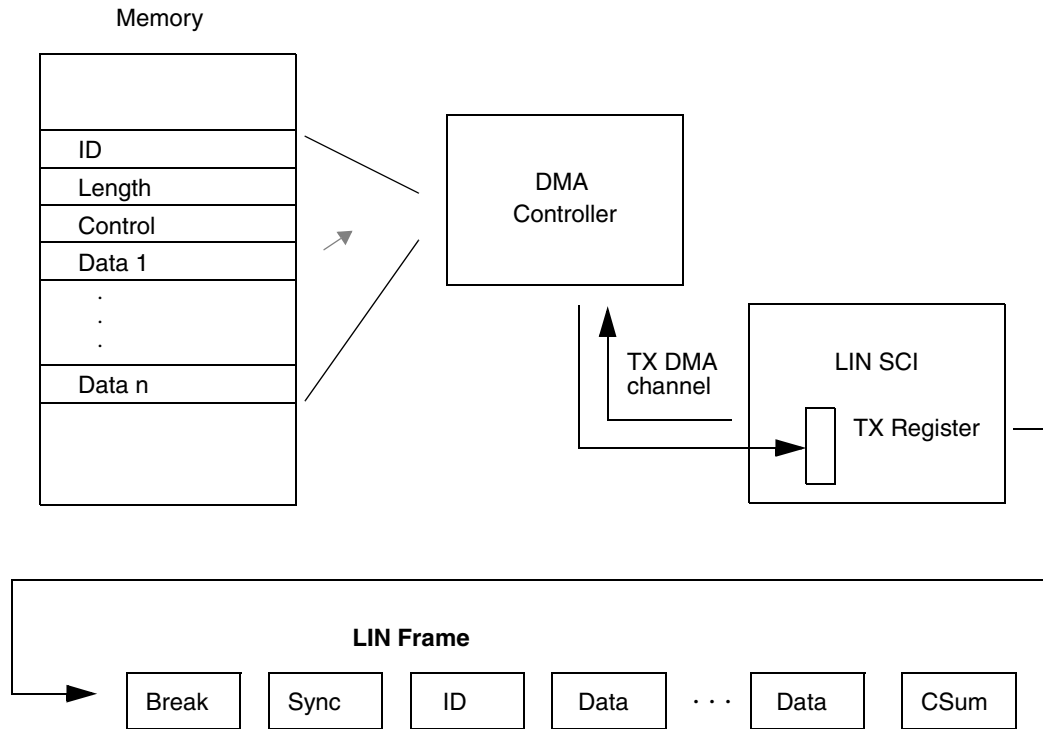 Memory
ID
Length
Control
Data 1
.
.
.
Data n
DMA
Controller
TX DMA
channel
LIN SCI
TX Register
LIN Frame
Break Sync ID Data . . . Data CSum